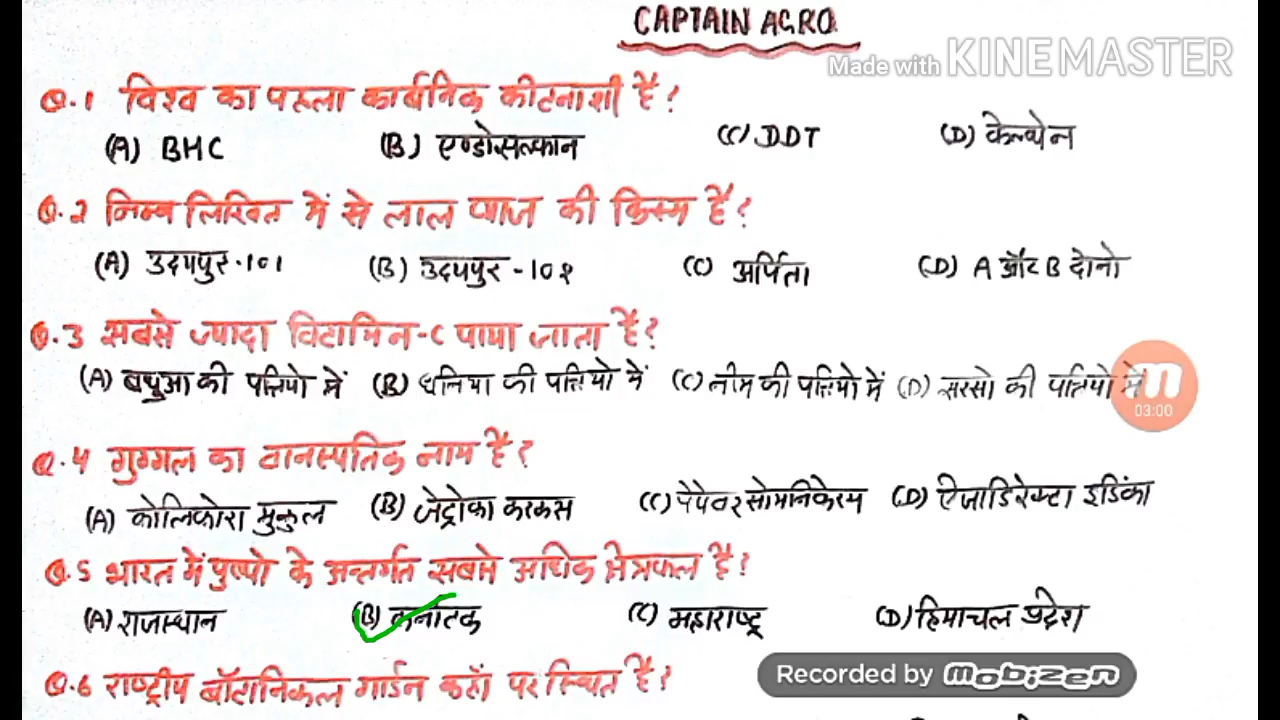 CAPTAIN AGRO
Made with KINEMASTER
Q.1 विश्व का पहला कार्बनिक कीटनाशी है?
(A) BHC (B) एण्डोसल्फान (C) DDT (D) केल्थेन
Q.2 निम्न लिखित में से लाल प्याज की किस्म है?
(A) उदयपुर-101 (B) उदयपुर-102 (C) अर्पिता (D) A और B दोनो
Q.3 सबसे ज्यादा विटामिन-C पाया जाता है?
(A) बथुआ की पत्तियो में (B) धनिया की पत्तियो में (C) नीम की पत्तियो में (D) सरसो की पत्तियो में
03:00
Q.4 गुग्गल का वानस्पतिक नाम है?
(A) कोलिफोरा मुकुल (B) जेट्रोफा करकस (C) पैपेवर सोमनिफेरम (D) ऐजाडिरेक्टा इडिंका
Q.5 भारत में पुष्पो के अन्तर्गत सबसे अधिक क्षेत्रफल है?
(A) राजस्थान (B) कर्नाटक (C) महाराष्ट्र (D) हिमाचल प्रदेश
Q.6 राष्ट्रीय बॉटानिकल गार्डन कहाँ पर स्थित है?
Recorded by mobizen